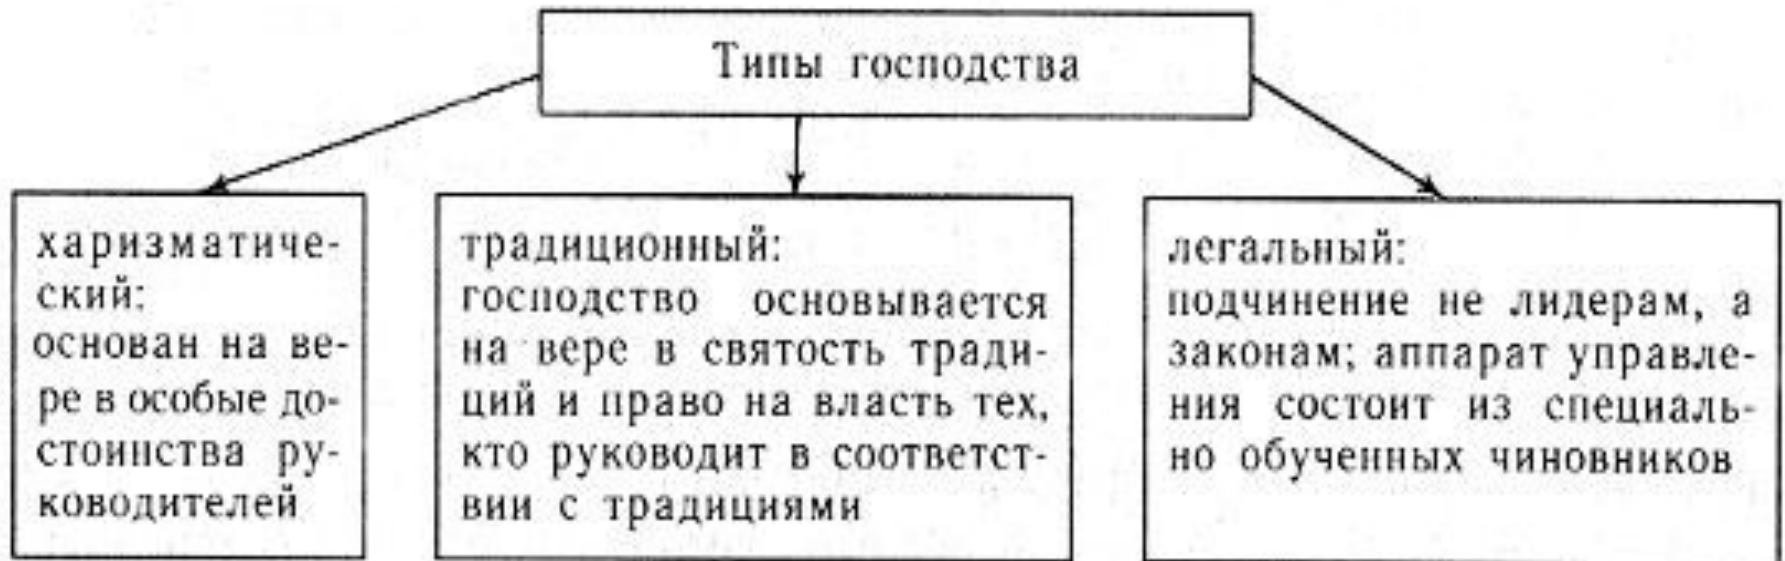 Типы господства
харизматиче-
ский:
основан на ве-
ре в особые до-
стоинства ру-
ководителей
традиционный:
господство основывается
на вере в святость тради-
ций и право на власть тех,
кто руководит в соответст-
вии с традициями
легальный:
подчинение не лидерам, а
законам; аппарат управле-
ния состоит из специаль-
но обученных чиновников